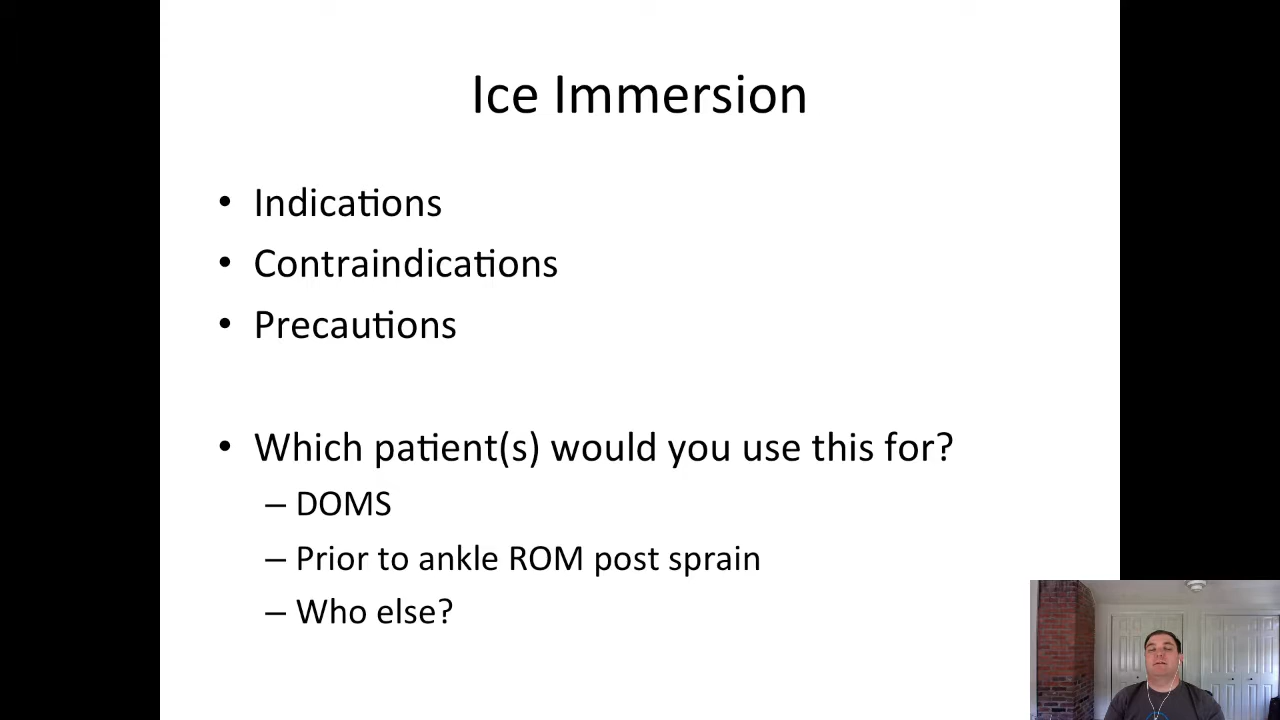 Ice Immersion
• Indications
• Contraindications
• Precautions
• Which patient(s) would you use this for?
– DOMS
– Prior to ankle ROM post sprain
– Who else?